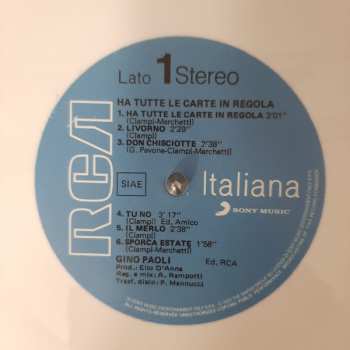 Lato 1 Stereo
HA TUTTE LE CARTE IN REGOLA
1. HA TUTTE LE CARTE IN REGOLA 3'01"
(Ciampi-Marchetti)
2. LIVORNO 2'29"
(Ciampi)
3. DON CHISCIOTTE 2'38"
(G. Pavone-Ciampi-Marchetti)
RCA
SIAE
Italiana
SONY MUSIC
4. TU NO 3'17"
(Ciampi) Ed. Amico
5. IL MERLO 2'38"
(Ciampi)
6. SPORCA ESTATE 1'58"
(Ciampi-Marchetti)
GINO PAOLI Ed. RCA
Prod.: Elio D'Anna
Reg. e mix: A. Ramporti
Trasf. disco: P. Mannucci